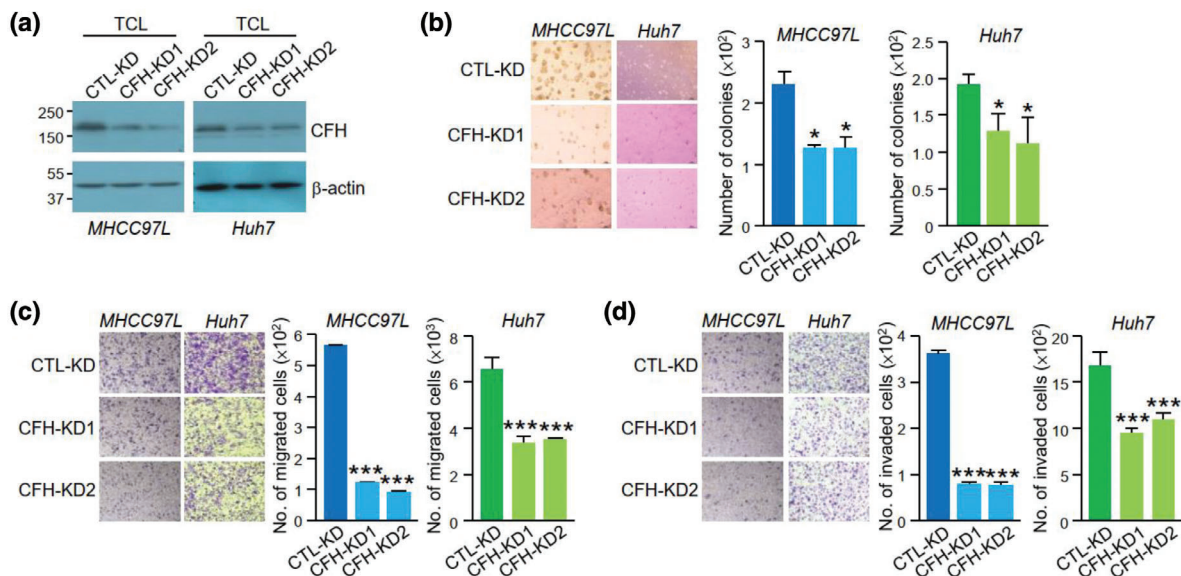 (a)
TCL TCL
CTL-KD CFH-KD1 CFH-KD2 CTL-KD CFH-KD1 CFH-KD2
250
150
CFH
55
37
β-actin
MHCC97L Huh7
(b)
MHCC97L Huh7
CTL-KD
CFH-KD1
CFH-KD2
MHCC97L
Number of colonies (×10²)
3
2
1
0
* *
CTL-KD CFH-KD1 CFH-KD2
Huh7
Number of colonies (×10²)
2.0
1.5
1.0
0.5
0
* *
CTL-KD CFH-KD1 CFH-KD2
(c)
MHCC97L Huh7
CTL-KD
CFH-KD1
CFH-KD2
MHCC97L
No. of migrated cells (×10²)
6
5
4
3
2
1
0
*** ***
CTL-KD CFH-KD1 CFH-KD2
Huh7
No. of migrated cells (×10³)
8
6
4
2
0
*** ***
CTL-KD CFH-KD1 CFH-KD2
(d)
MHCC97L Huh7
CTL-KD
CFH-KD1
CFH-KD2
MHCC97L
No. of invaded cells (×10²)
4
3
2
1
0
*** ***
CTL-KD CFH-KD1 CFH-KD2
Huh7
No. of invaded cells (×10²)
20
15
10
5
0
*** ***
CTL-KD CFH-KD1 CFH-KD2